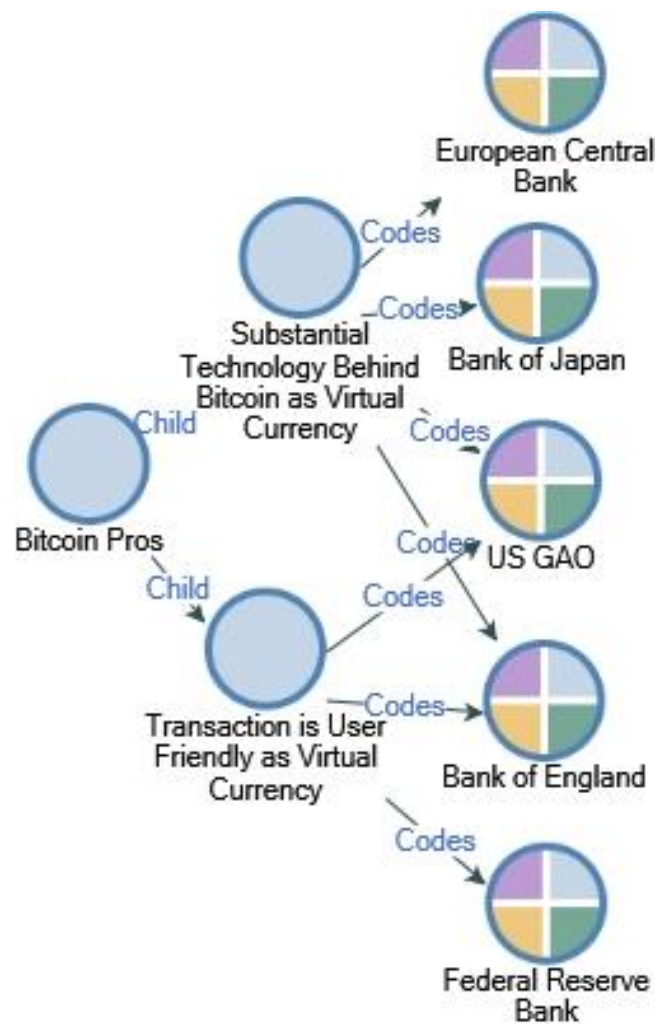 European Central
Bank
Codes
Codes
Substantial
Technology Behind
Bitcoin as Virtual
Currency
Bank of Japan
Child
Codes
Bitcoin Pros
Codes
US GAO
Child
Codes
Codes
Transaction is User
Friendly as Virtual
Currency
Bank of England
Codes
Federal Reserve
Bank